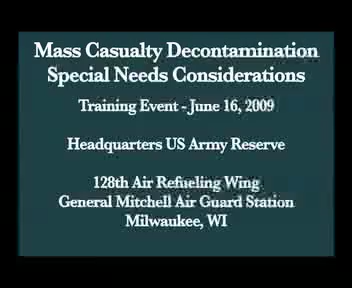 Mass Casualty Decontamination
Special Needs Considerations
Training Event - June 16, 2009
Headquarters US Army Reserve
128th Air Refueling Wing
General Mitchell Air Guard Station
Milwaukee, WI